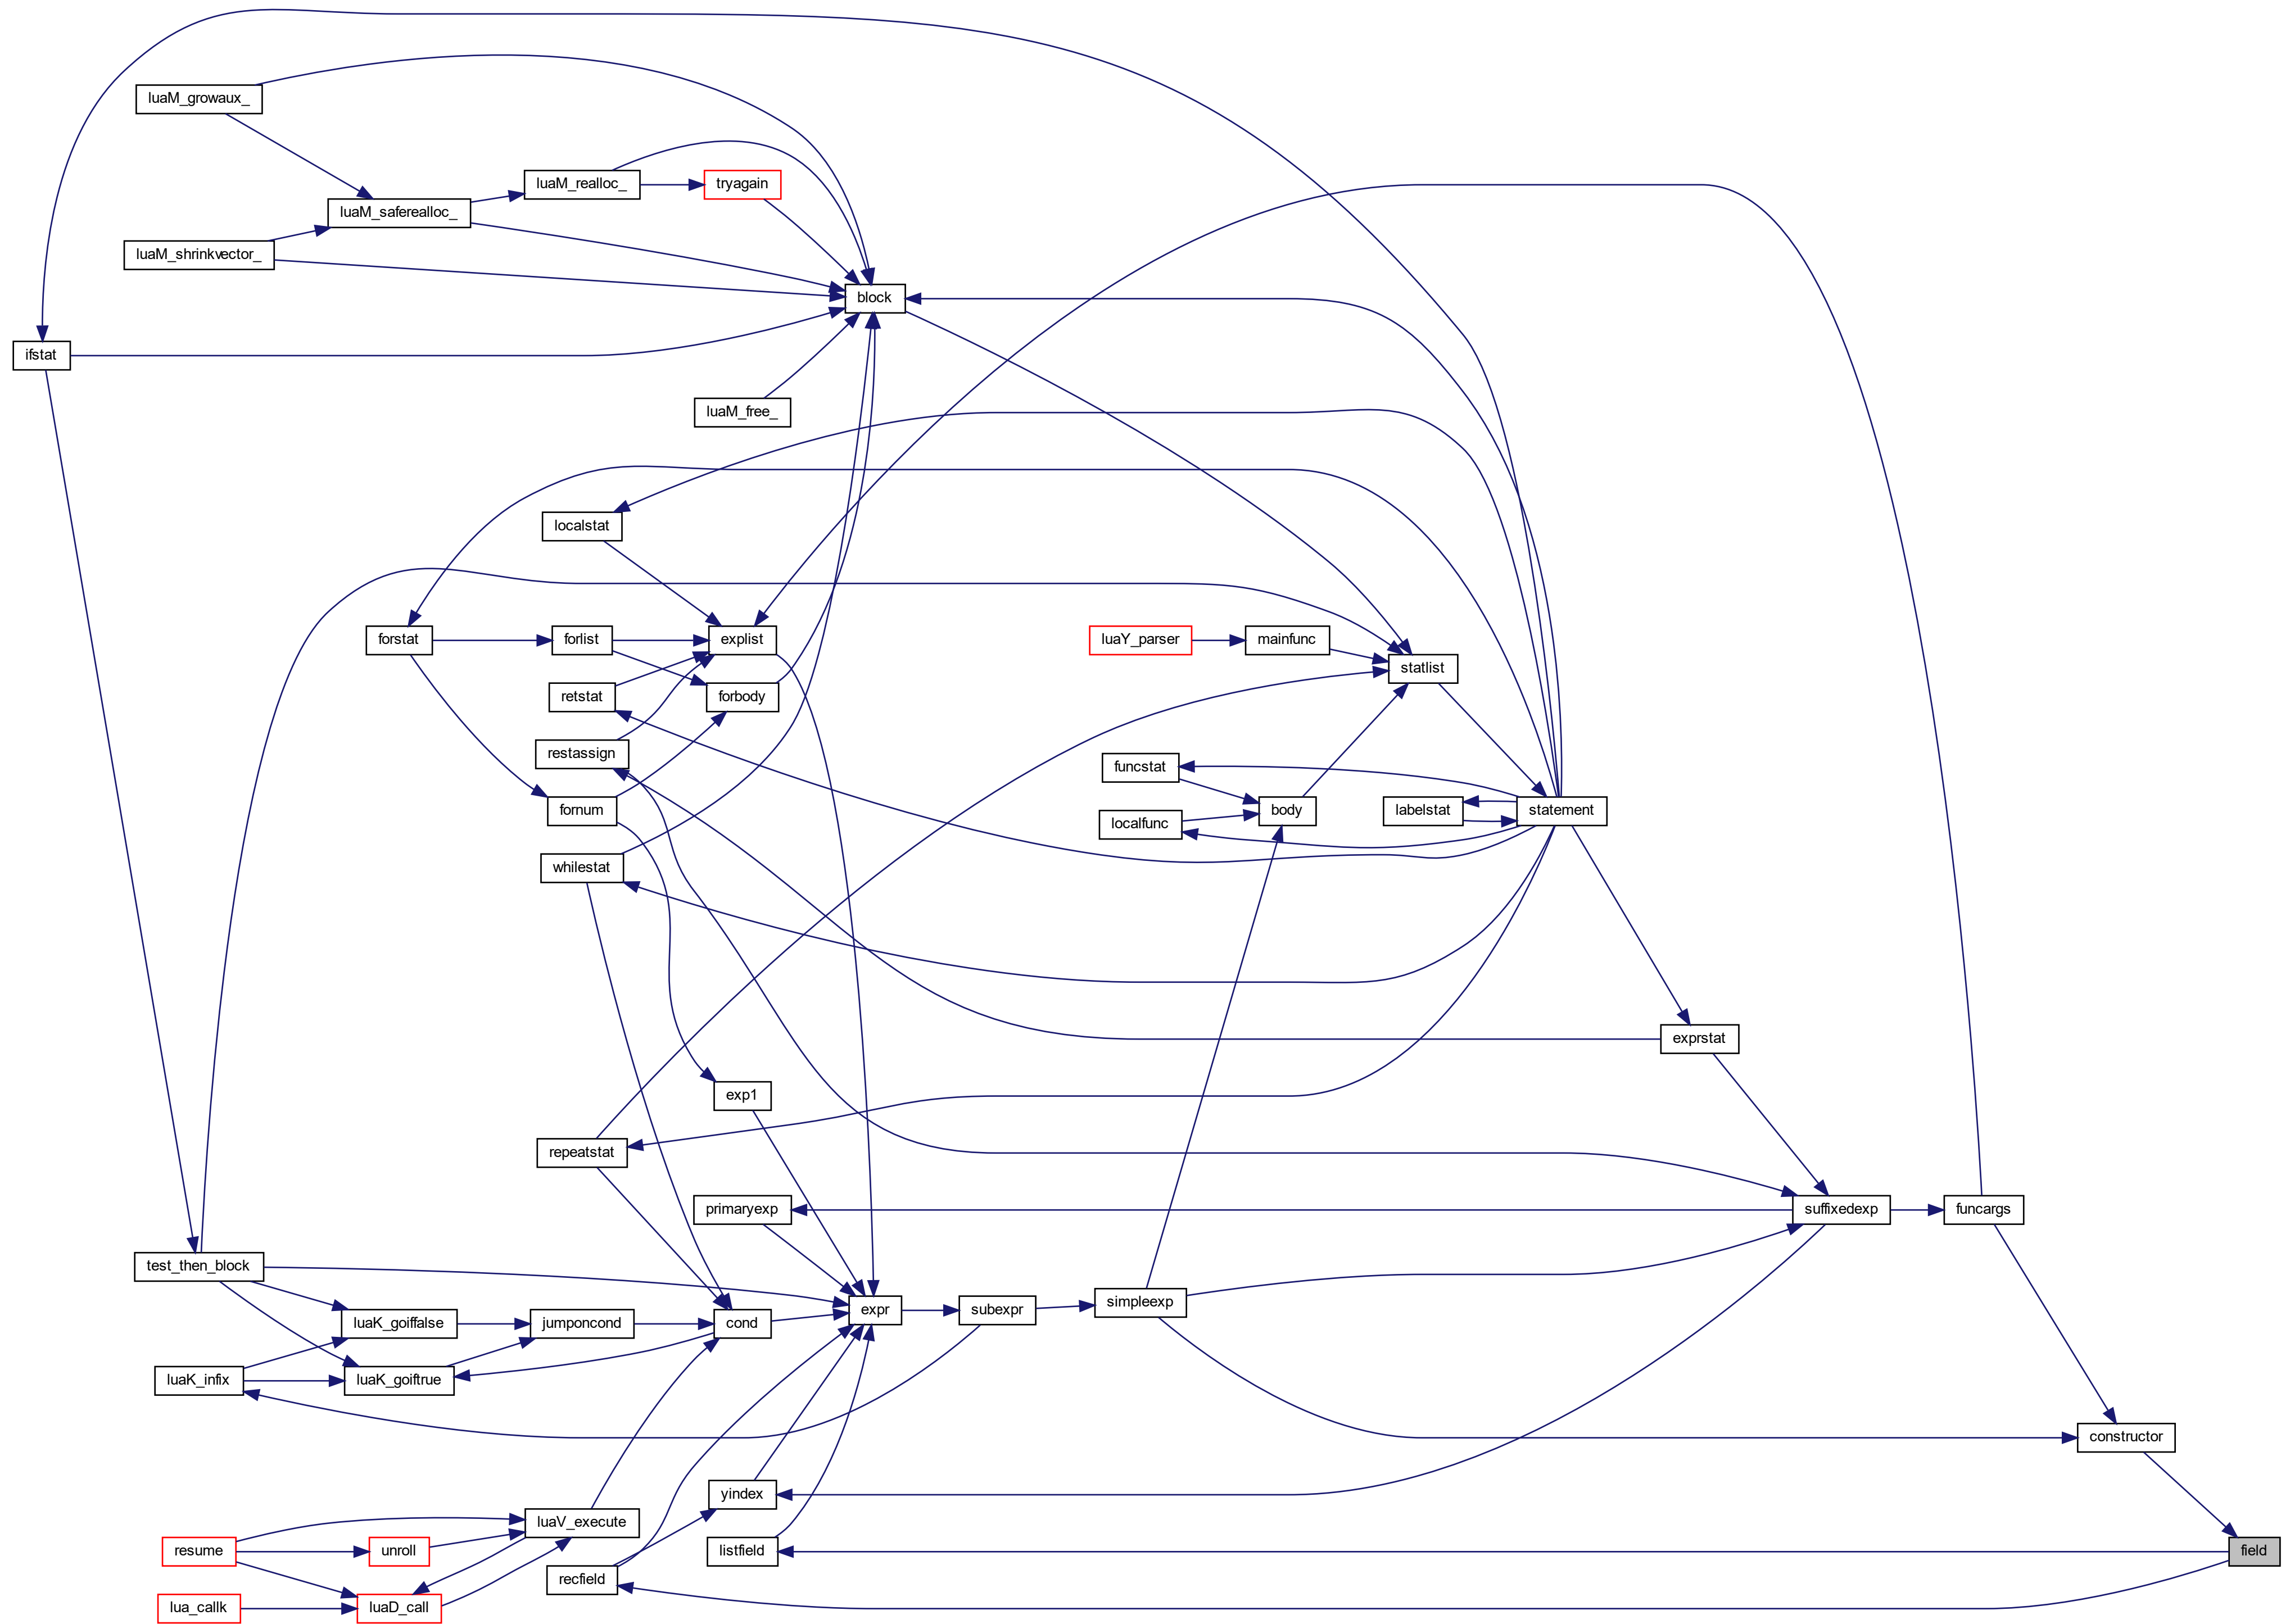 luaM_growaux_
luaM_realloc_
tryagain
luaM_saferealloc_
luaM_shrinkvector_
block
ifstat
luaM_free_
localstat
forstat
forlist
explist
luaY_parser
mainfunc
statlist
retstat
forbody
restassign
funcstat
fornum
body
labelstat
statement
localfunc
whilestat
exprstat
exp1
repeatstat
primaryexp
suffixedexp
funcargs
test_then_block
simpleexp
expr
subexpr
luaK_goiffalse
jumponcond
cond
luaK_infix
luaK_goiftrue
constructor
yindex
luaV_execute
resume
unroll
listfield
field
recfield
lua_callk
luaD_call